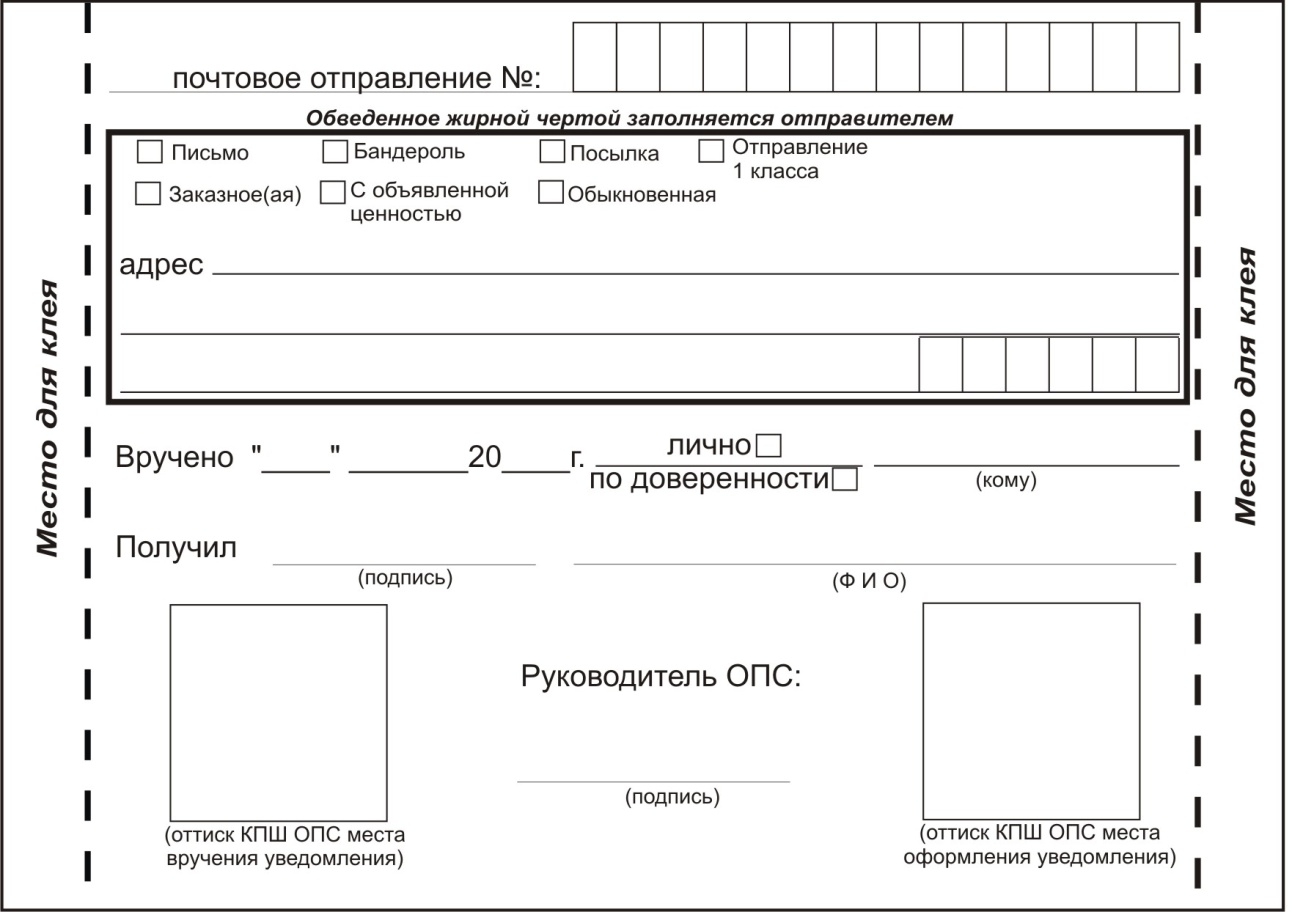 почтовое отправление №:
Обведенное жирной чертой заполняется отправителем
Письмо Бандероль Посылка Отправление
1 класса
Заказное(ая) С объявленной Обыкновенная
ценностью
адрес
лично
Вручено "____" _______20____г.
по доверенности
(кому)
Получил
(подпись) (Ф И О)
Руководитель ОПС:
(подпись)
(оттиск КПШ ОПС места
вручения уведомления)
(оттиск КПШ ОПС места
оформления уведомления)
Место для клея
Место для клея